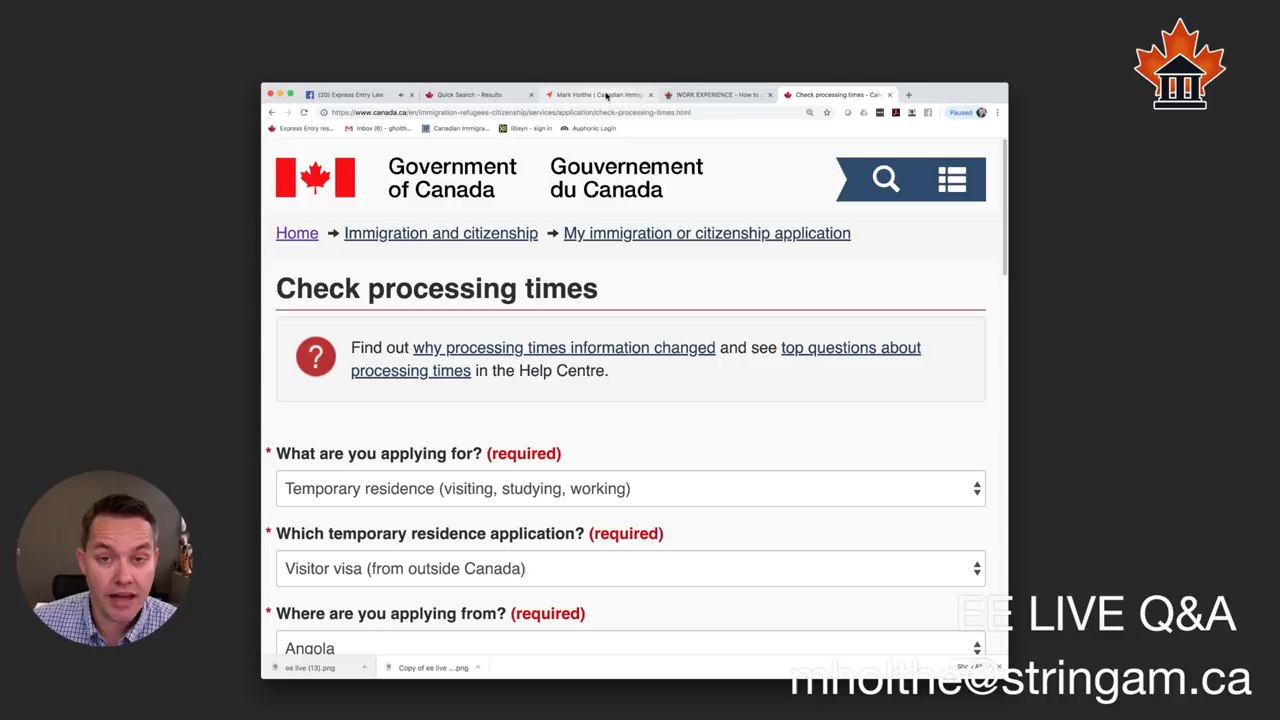 (20) Express Entry Law
Quick Search - Results
Mark Holthe | Canadian Immig
WORK EXPERIENCE - How to
Check processing times - Can
https://www.canada.ca/en/immigration-refugees-citizenship/services/application/check-processing-times.html
Paused
Express Entry res...
Inbox (6) - gholth...
Canadian Immigra...
libsyn - sign in
Auphonic Login
Government of Canada
Gouvernement du Canada
Home
Immigration and citizenship
My immigration or citizenship application
Check processing times
?
Find out why processing times information changed and see top questions about
processing times in the Help Centre.
* What are you applying for? (required)
Temporary residence (visiting, studying, working)
* Which temporary residence application? (required)
Visitor visa (from outside Canada)
* Where are you applying from? (required)
Angola
ee live (13).png
Copy of ee live ....png
EE LIVE Q&A
mholthe@stringam.ca